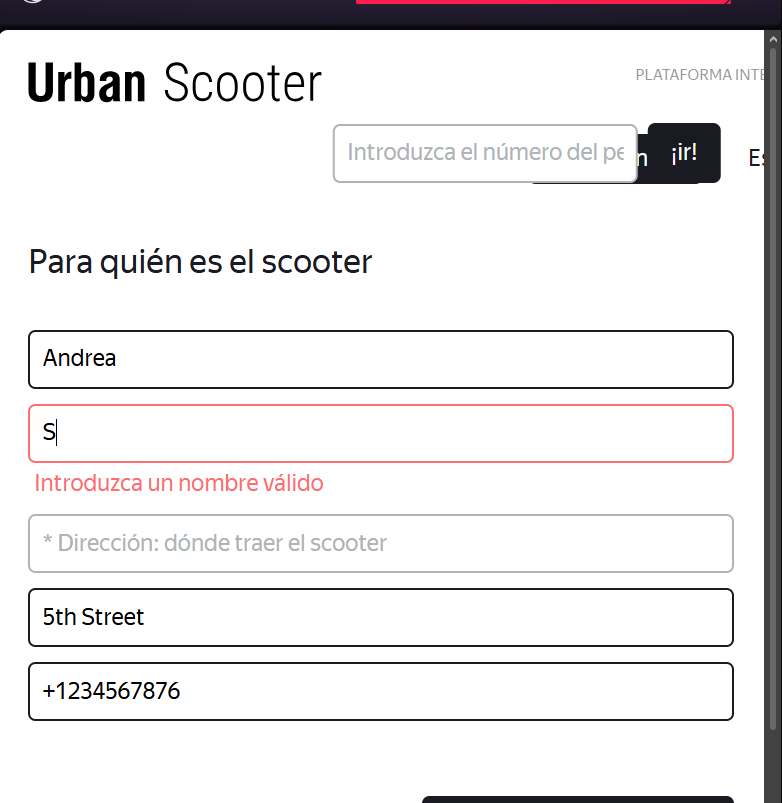 Urban Scooter
PLATAFORMA INTE
Introduzca el número del pe
¡ir!
Es
Para quién es el scooter
Andrea
S
Introduzca un nombre válido
* Dirección: dónde traer el scooter
5th Street
+1234567876